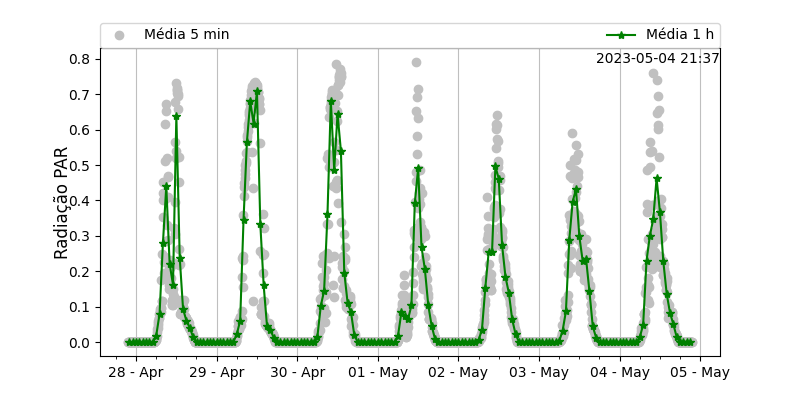 Média 5 min
Média 1 h
2023-05-04 21:37
Radiação PAR
0.8
0.7
0.6
0.5
0.4
0.3
0.2
0.1
0.0
28 - Apr
29 - Apr
30 - Apr
01 - May
02 - May
03 - May
04 - May
05 - May